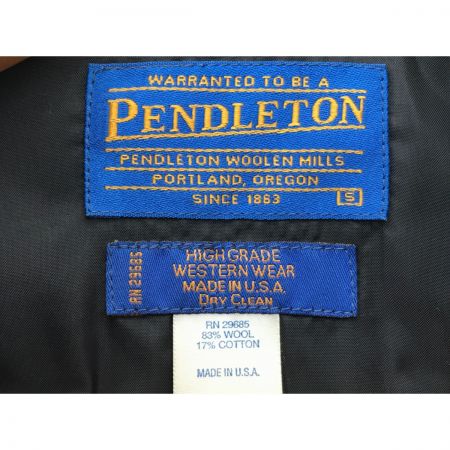 WARRANTED TO BE A
PENDLETON
PENDLETON WOOLEN MILLS
PORTLAND, OREGON
SINCE 1863
S
RN 29685
HIGH GRADE
WESTERN WEAR
MADE IN U.S.A.
DRY CLEAN
RN 29685
83% WOOL
17% COTTON
MADE IN U.S.A.